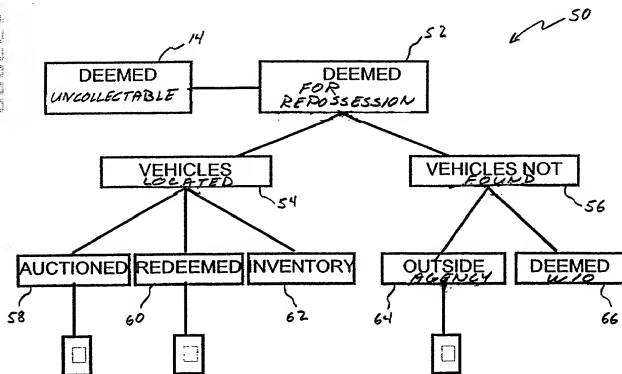 50
14
52
DEEMED
UNCOLLECTABLE
DEEMED
FOR
REPOSSESSION
VEHICLES
LOCATED
54
VEHICLES NOT
FOUND
56
AUCTIONED
REDEEMED
INVENTORY
OUTSIDE
AGENCY
DEEMED
W/O
58
60
62
64
66